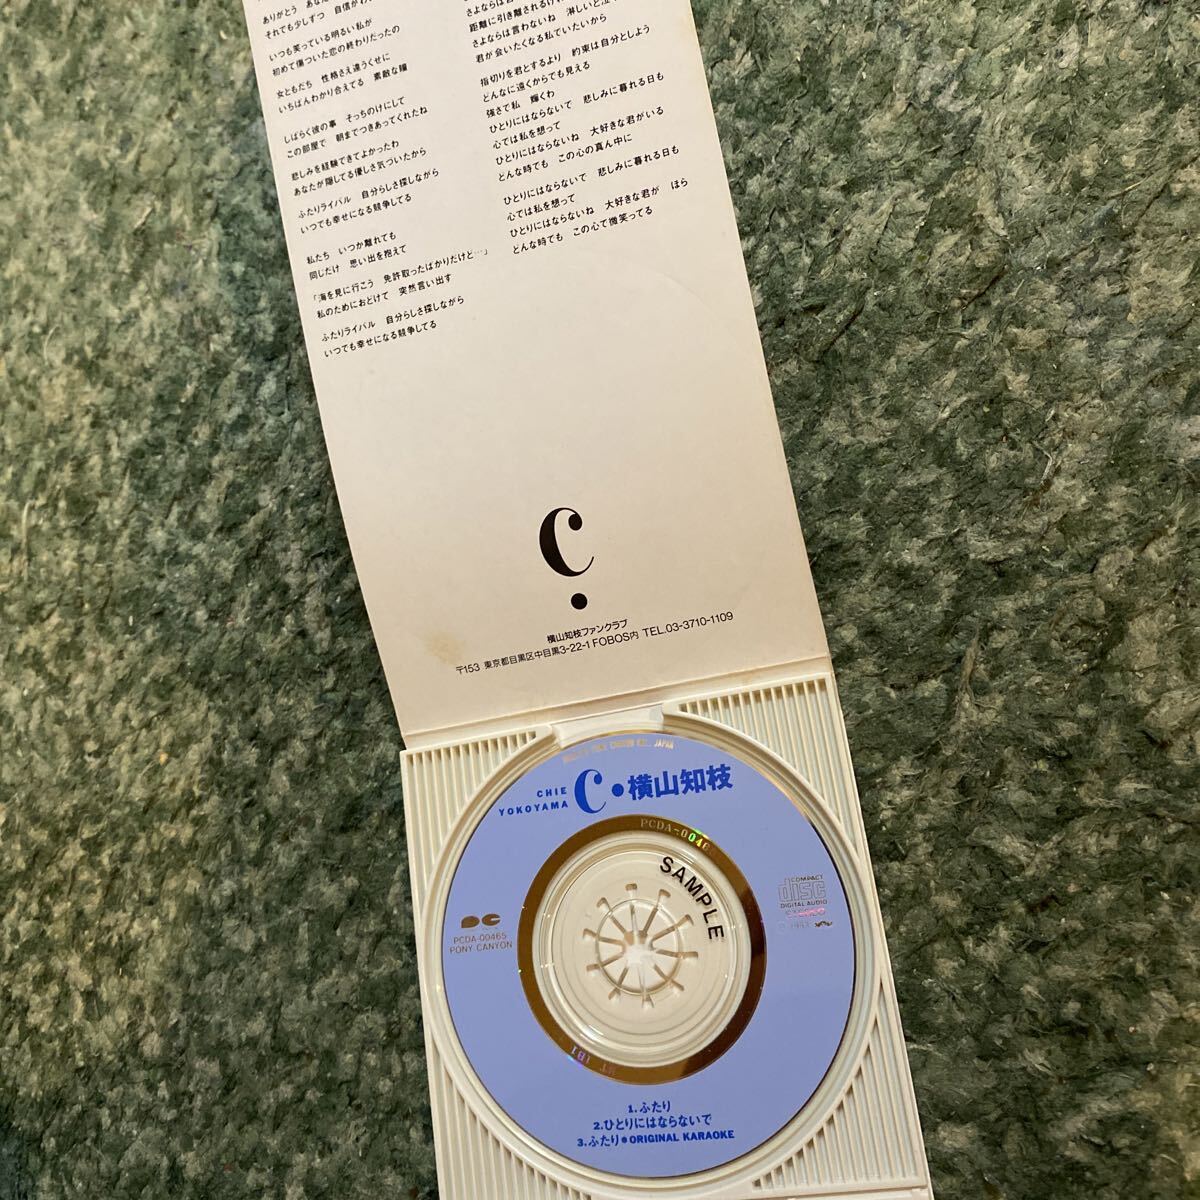 ありがとう
それでも少しずつ
いつも笑っている明るい私が
初めて傷ついた恋の終わりだったの
女ともだち 性格さえ違うくせに
いちばんわかり合えてる 素敵な瞳
しばらく彼の事 そっちのけにして
この部屋で 朝までつきあってくれたね
悲しみを経験できてよかったわ
あなたが隠してる優しさ気づいたから
ふたりライバル 自分らしさ探しながら
いつでも幸せになる競争してる
私たち いつか離れても
同じだけ 思い出を抱えて
「海を見に行こう 免許取ったばかりだけど…」
私のためにおどけて 突然言い出す
ふたりライバル 自分らしさ探しながら
いつでも幸せになる競争してる
距離に引き離される
さよならは言わないね 淋しいと
君が会いたくなる私でいたいから
指切りを君とするより 約束は自分としよう
どんなに遠くからでも見える
強さで私 輝くわ
ひとりにはならないで 悲しみに暮れる日も
心では私を想って
ひとりにはならないね 大好きな君がいる
どんな時でも この心の真ん中に
ひとりにはならないで 悲しみに暮れる日も
心では私を想って
ひとりにはならないね 大好きな君が ほら
どんな時でも この心で微笑ってる
C.
横山知枝ファンクラブ
〒153 東京都目黒区中目黒3-22-1 FOBOS内 TEL.03-3710-1109
CHIE
YOKOYAMA
C・横山知枝
PCDA-0046
SAMPLE
COMPACT
disc
DIGITAL AUDIO
PCDA-00465
PONY CANYON
1.ふたり
2.ひとりにはならないで
3.ふたり●ORIGINAL KARAOKE